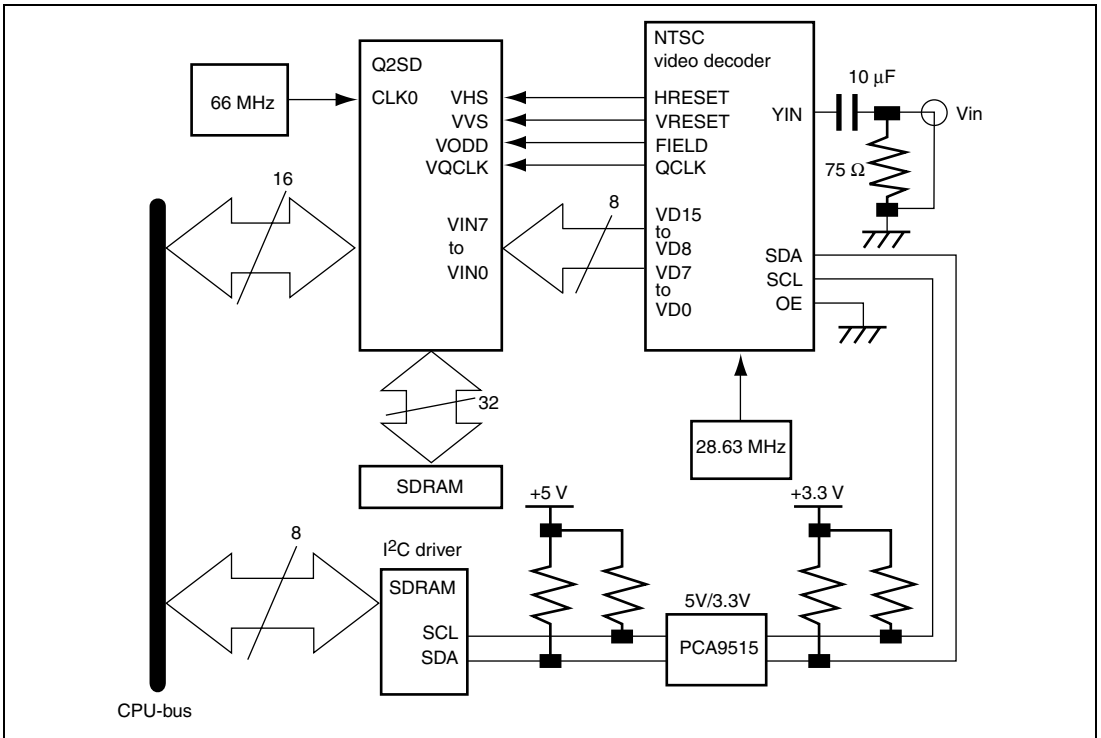 Q2SD
CLK0
VHS
VVS
VODD
VQCLK
VIN7
to
VIN0
66 MHz
NTSC
video decoder
HRESET
VRESET
FIELD
QCLK
VD15
to
VD8
VD7
to
VD0
YIN
SDA
SCL
OE
10 μF
Vin
75 Ω
16
8
32
SDRAM
28.63 MHz
+5 V
+3.3 V
8
I²C driver
SDRAM
SCL
SDA
5V/3.3V
PCA9515
CPU-bus